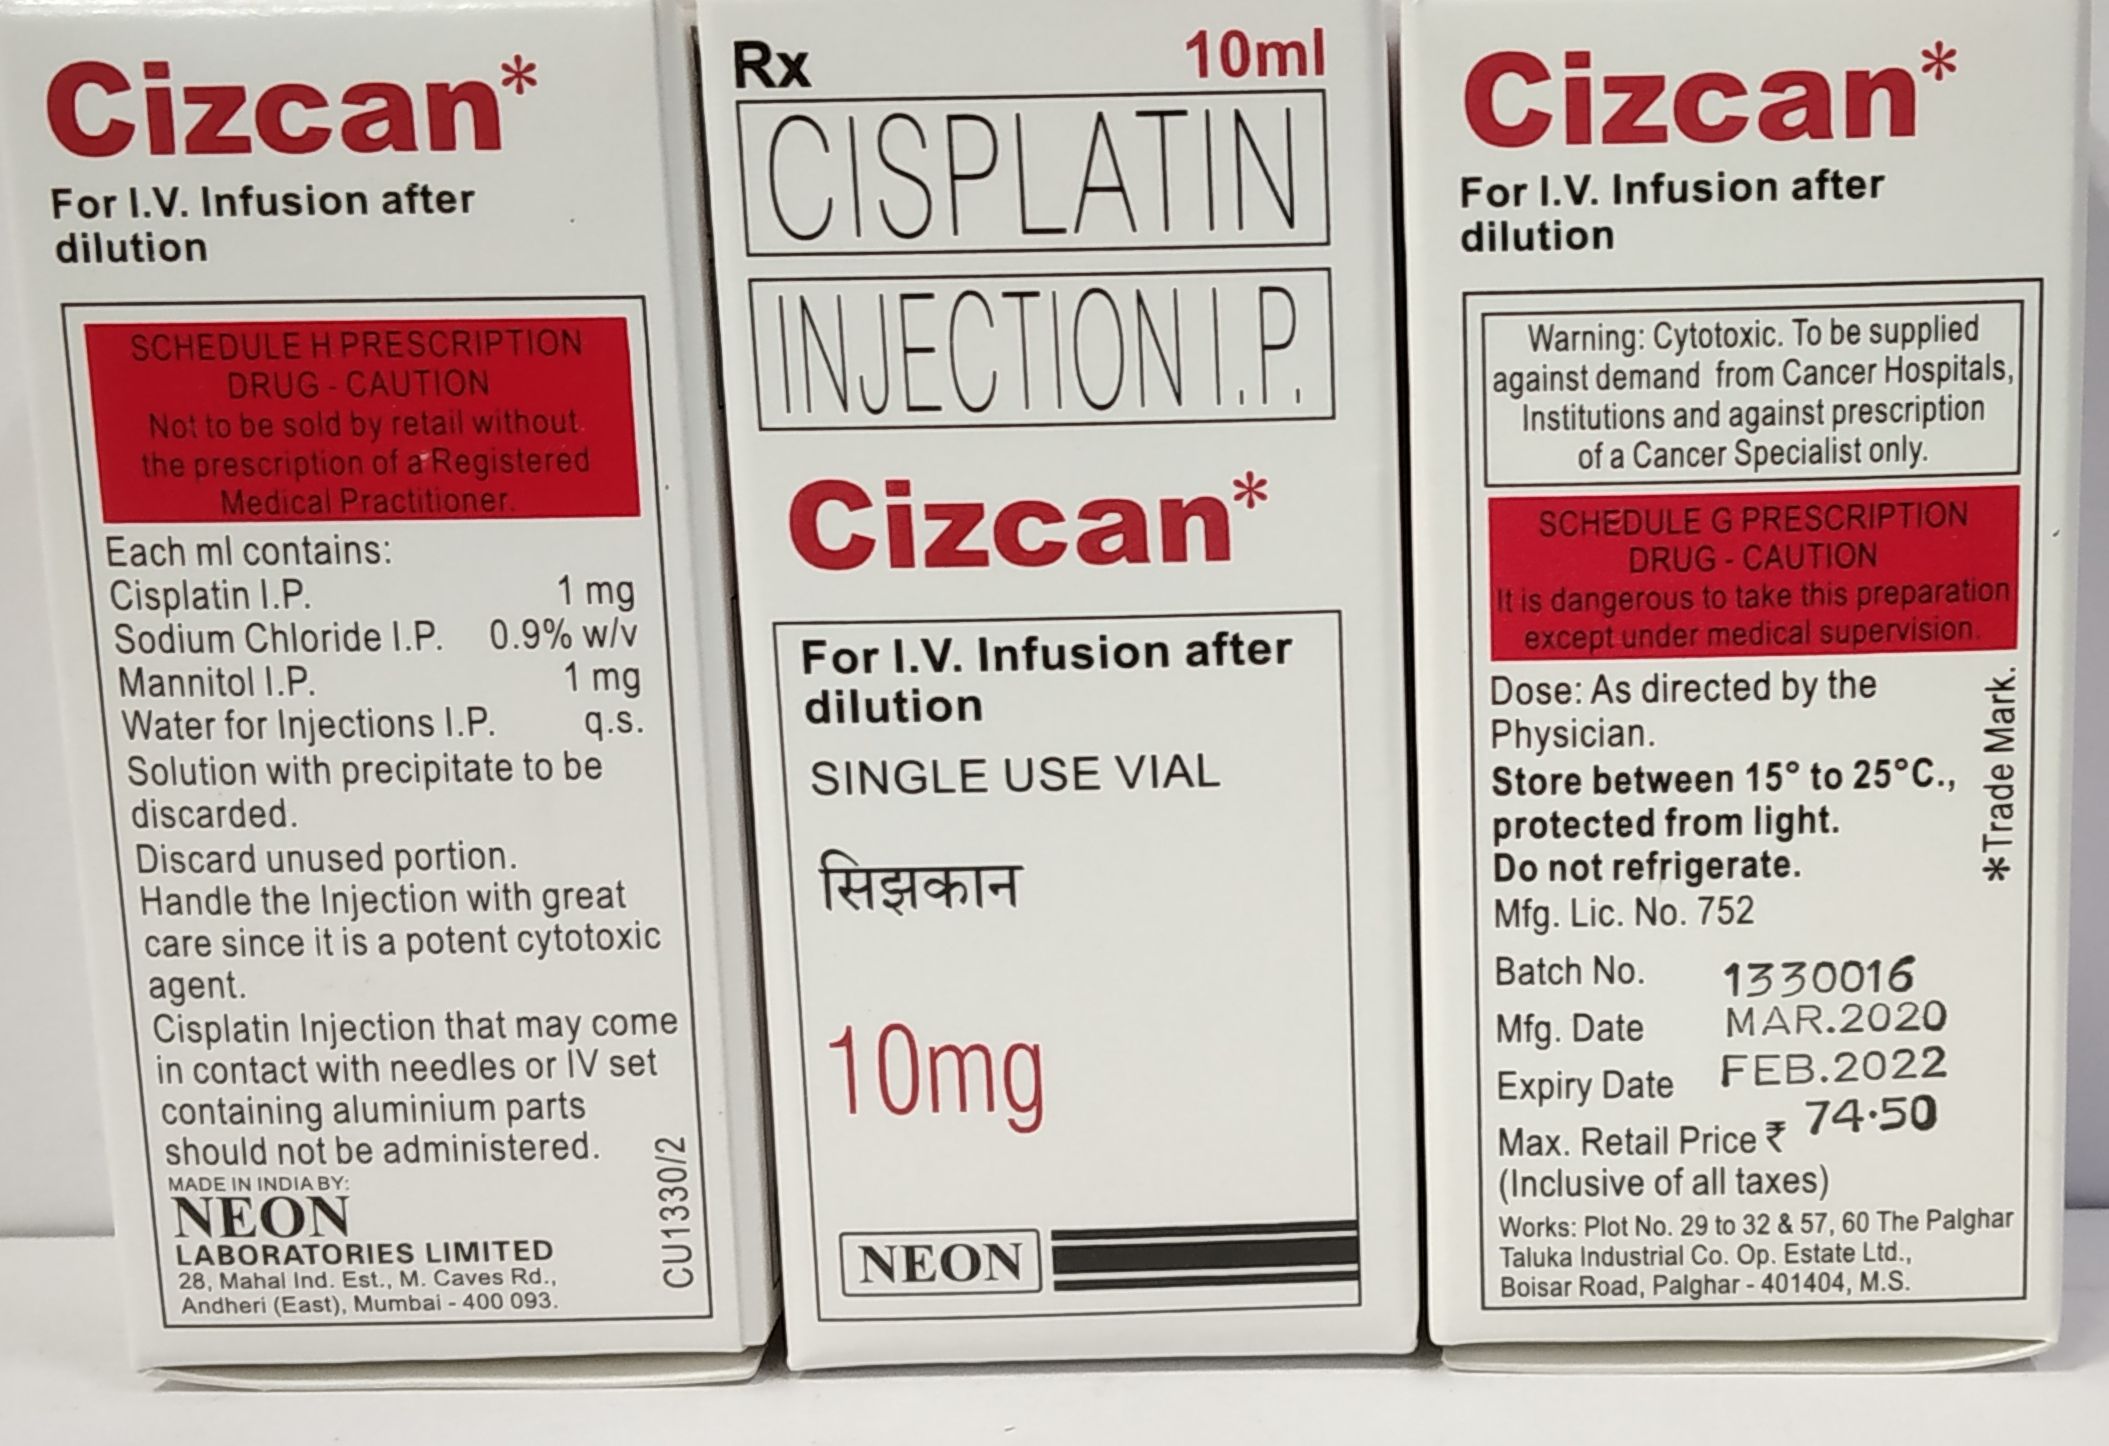 Cizcan*
For I.V. Infusion after
dilution
SCHEDULE H PRESCRIPTION
DRUG - CAUTION
Not to be sold by retail without
the prescription of a Registered
Medical Practitioner.
Each ml contains:
Cisplatin I.P. 1 mg
Sodium Chloride I.P. 0.9% w/v
Mannitol I.P. 1 mg
Water for Injections I.P. q.s.
Solution with precipitate to be
discarded.
Discard unused portion.
Handle the Injection with great
care since it is a potent cytotoxic
agent.
Cisplatin Injection that may come
in contact with needles or IV set
containing aluminium parts
should not be administered.
MADE IN INDIA BY:
NEON
LABORATORIES LIMITED
28, Mahal Ind. Est., M. Caves Rd.,
Andheri (East), Mumbai - 400 093.
CU1330/2
Rx 10ml
CISPLATIN
INJECTION I.P.
Cizcan*
For I.V. Infusion after
dilution
SINGLE USE VIAL
सिझकान
10mg
NEON
Cizcan*
For I.V. Infusion after
dilution
Warning: Cytotoxic. To be supplied
against demand from Cancer Hospitals,
Institutions and against prescription
of a Cancer Specialist only.
SCHEDULE G PRESCRIPTION
DRUG - CAUTION
It is dangerous to take this preparation
except under medical supervision.
Dose: As directed by the
Physician.
Store between 15° to 25°C.,
protected from light.
Do not refrigerate.
*Trade Mark.
Mfg. Lic. No. 752
Batch No. 1330016
Mfg. Date MAR.2020
Expiry Date FEB.2022
Max. Retail Price ₹ 74.50
(Inclusive of all taxes)
Works: Plot No. 29 to 32 & 57, 60 The Palghar
Taluka Industrial Co. Op. Estate Ltd.,
Boisar Road, Palghar - 401404, M.S.